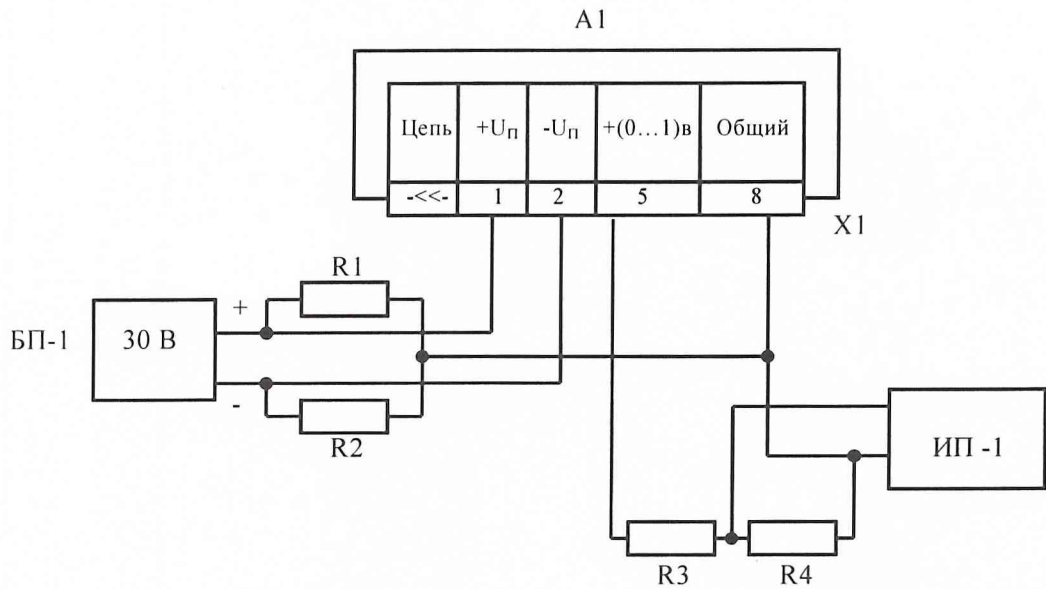 А1
Цепь +UП -UП +(0...1)в Общий
-<<- 1 2 5 8
X1
R1
+
БП-1 30 В
-
R2
ИП -1
R3 R4